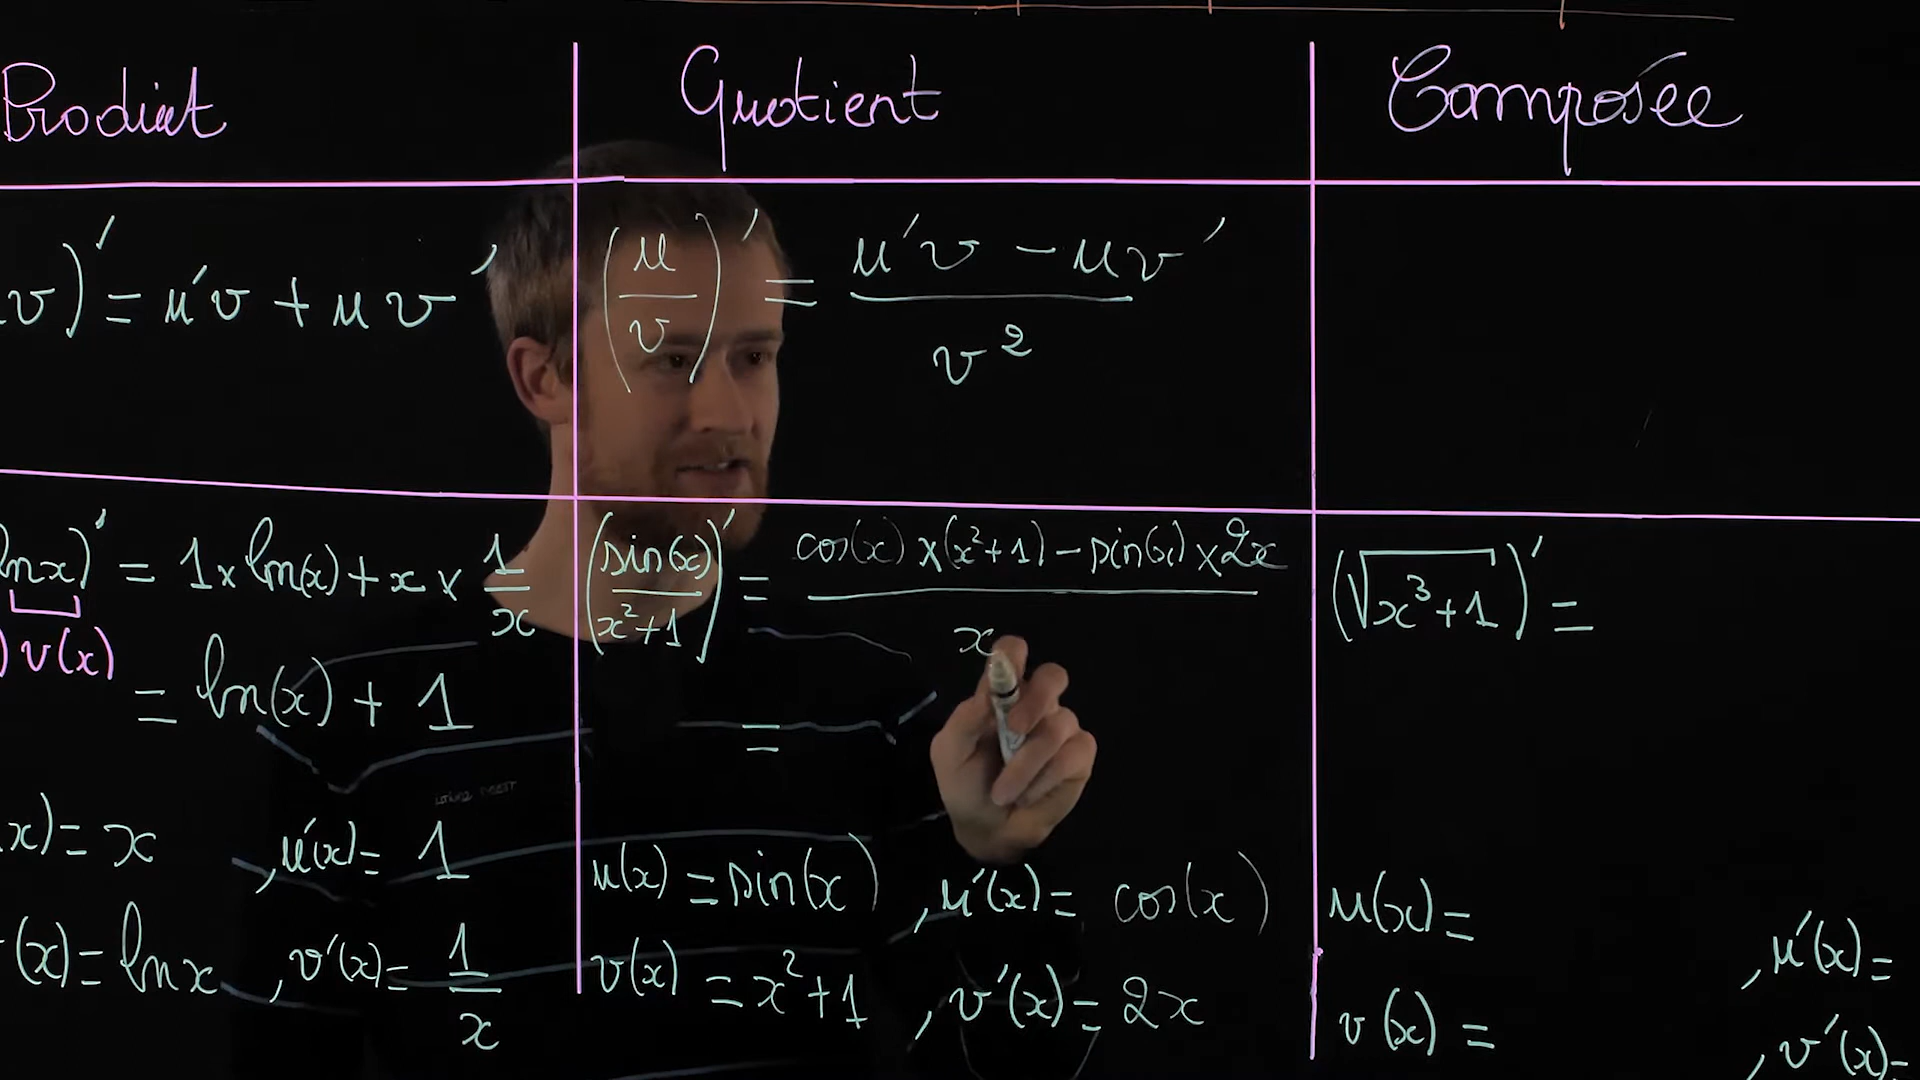 Produit
Quotient
Composée
v)' = u'v + uv'
(u/v)' = (u'v - uv')/v²
ln x)' = 1 × ln(x) + x × 1/x
) v(x)
= ln(x) + 1
(sin(x)/(x²+1))' = (cos(x) × (x²+1) - sin(x) × 2x)/x
=
(√(x³+1))' =
x) = x , u'(x) = 1
(x) = ln x , v'(x) = 1/x
u(x) = sin(x) , u'(x) = cos(x)
v(x) = x²+1 , v'(x) = 2x
u(x) = , u'(x) =
v(x) = , v'(x) =